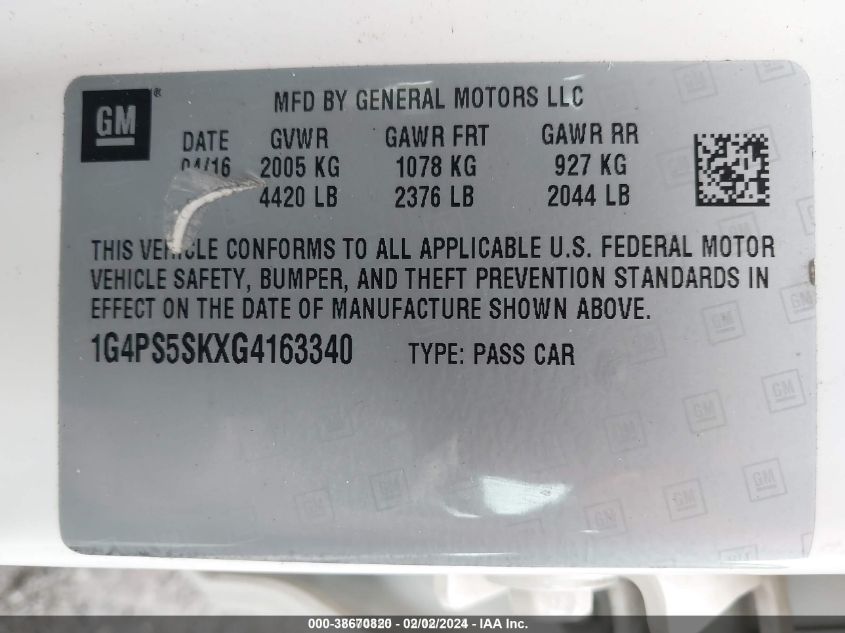 GM®
MFD BY GENERAL MOTORS LLC
DATE GVWR GAWR FRT GAWR RR
04/16 2005 KG 1078 KG 927 KG
4420 LB 2376 LB 2044 LB
THIS VEHICLE CONFORMS TO ALL APPLICABLE U.S. FEDERAL MOTOR
VEHICLE SAFETY, BUMPER, AND THEFT PREVENTION STANDARDS IN
EFFECT ON THE DATE OF MANUFACTURE SHOWN ABOVE.
1G4PS5SKXG4163340 TYPE: PASS CAR
000-38670820 - 02/02/2024 - IAA Inc.